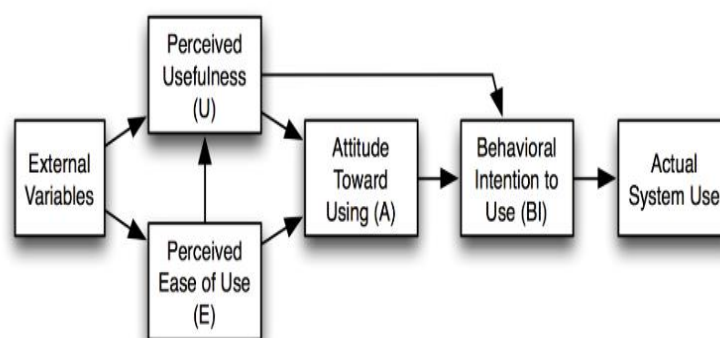 Perceived
Usefulness
(U)
External
Variables
Perceived
Ease of Use
(E)
Attitude
Toward
Using (A)
Behavioral
Intention to
Use (BI)
Actual
System Use